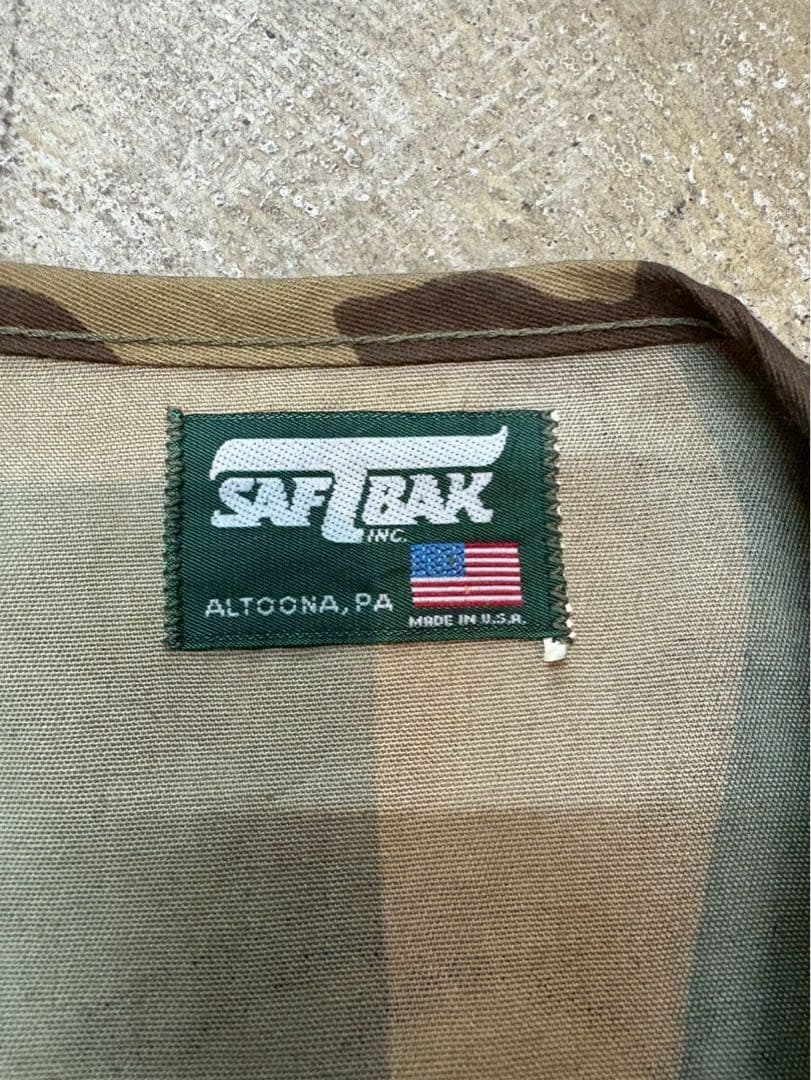 SAFTBAK
INC.
ALTOONA, PA
MADE IN U.S.A.